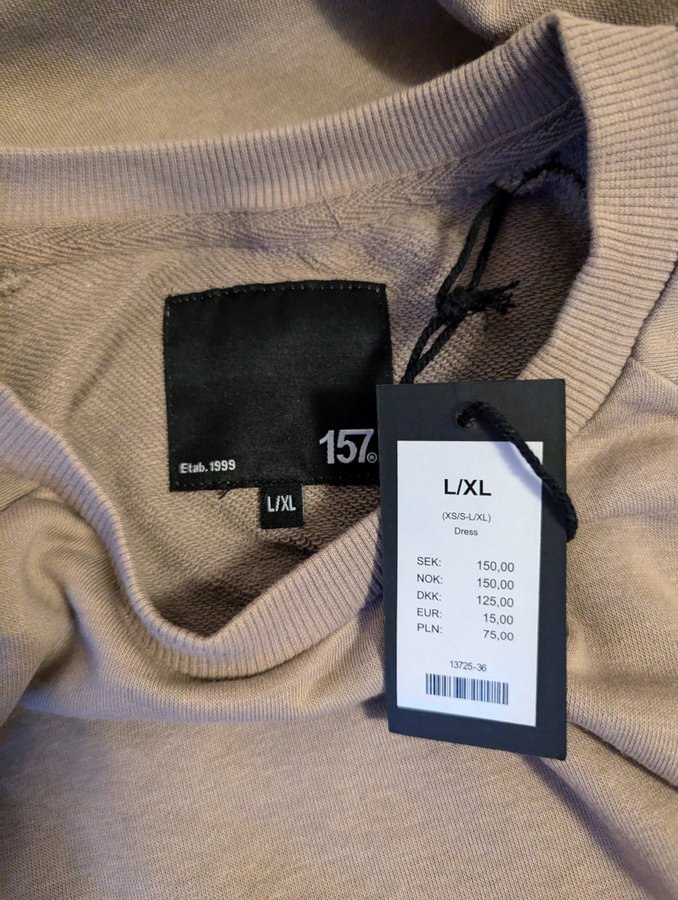 157®
Etab. 1999
L/XL
L/XL
(XS/S-L/XL)
Dress
SEK: 150,00
NOK: 150,00
DKK: 125,00
EUR: 15,00
PLN: 75,00
13725-36